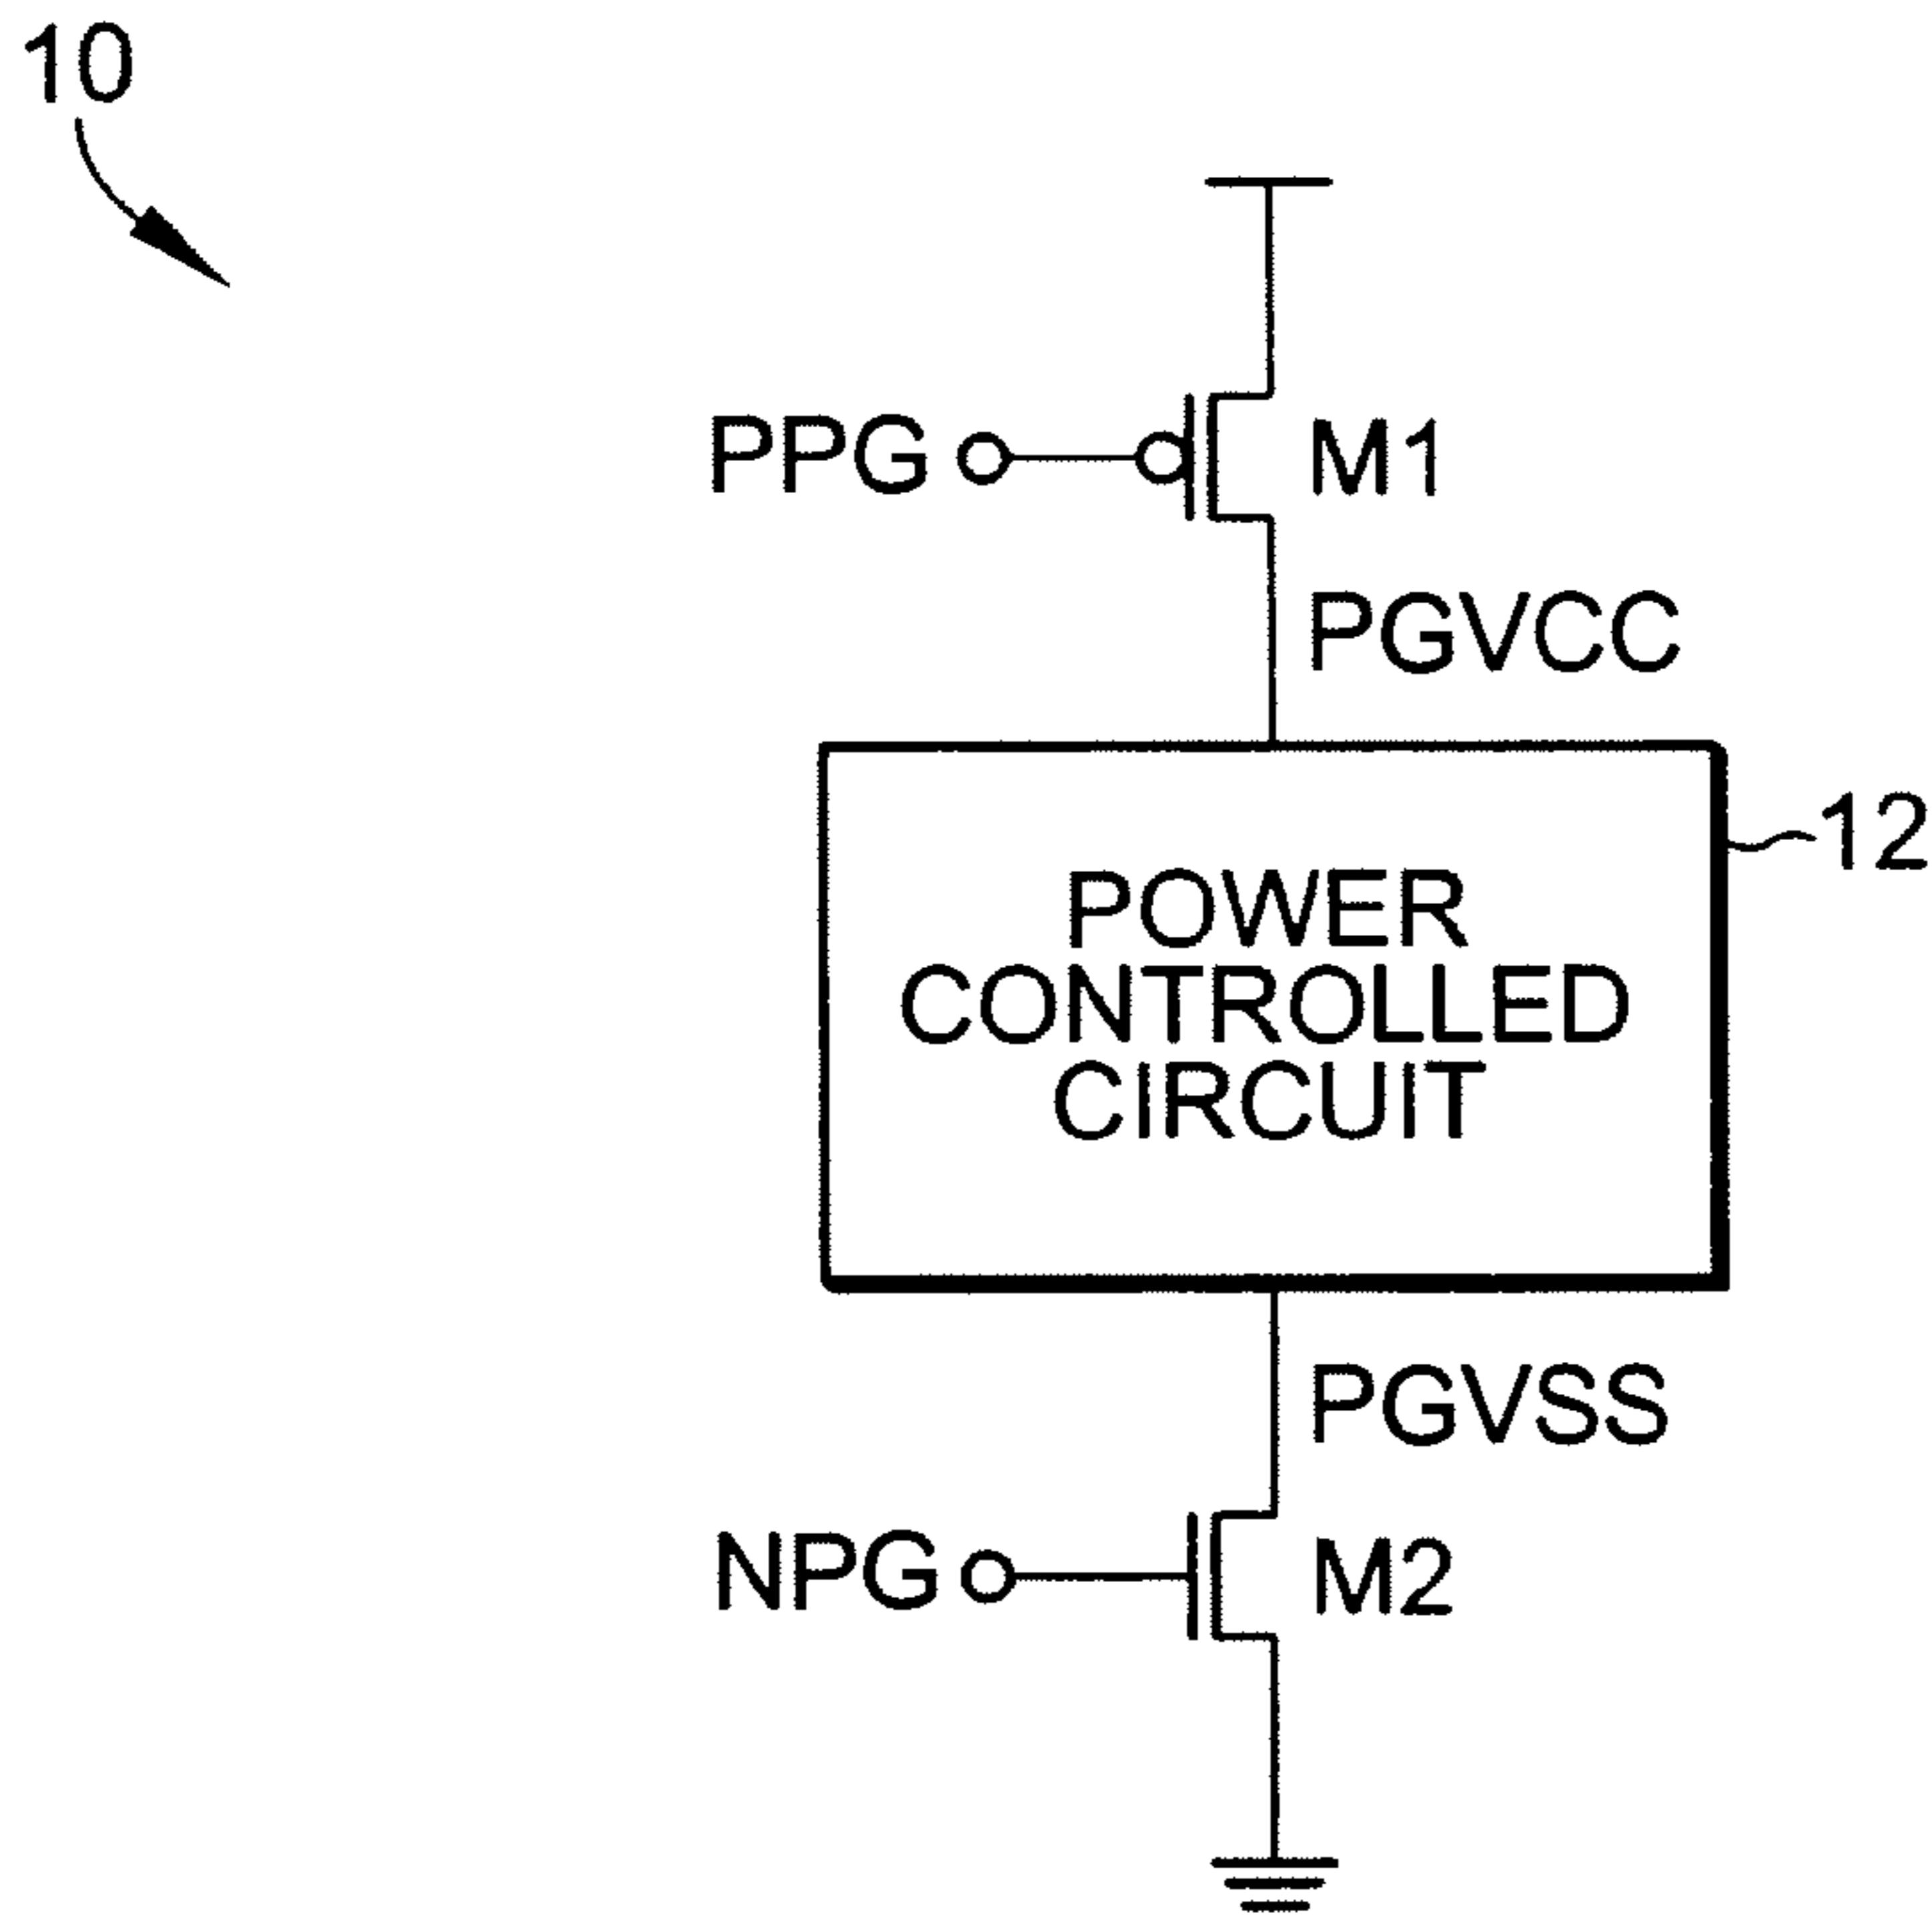 10
PPG
M1
PGVCC
12
POWER
CONTROLLED
CIRCUIT
PGVSS
NPG
M2